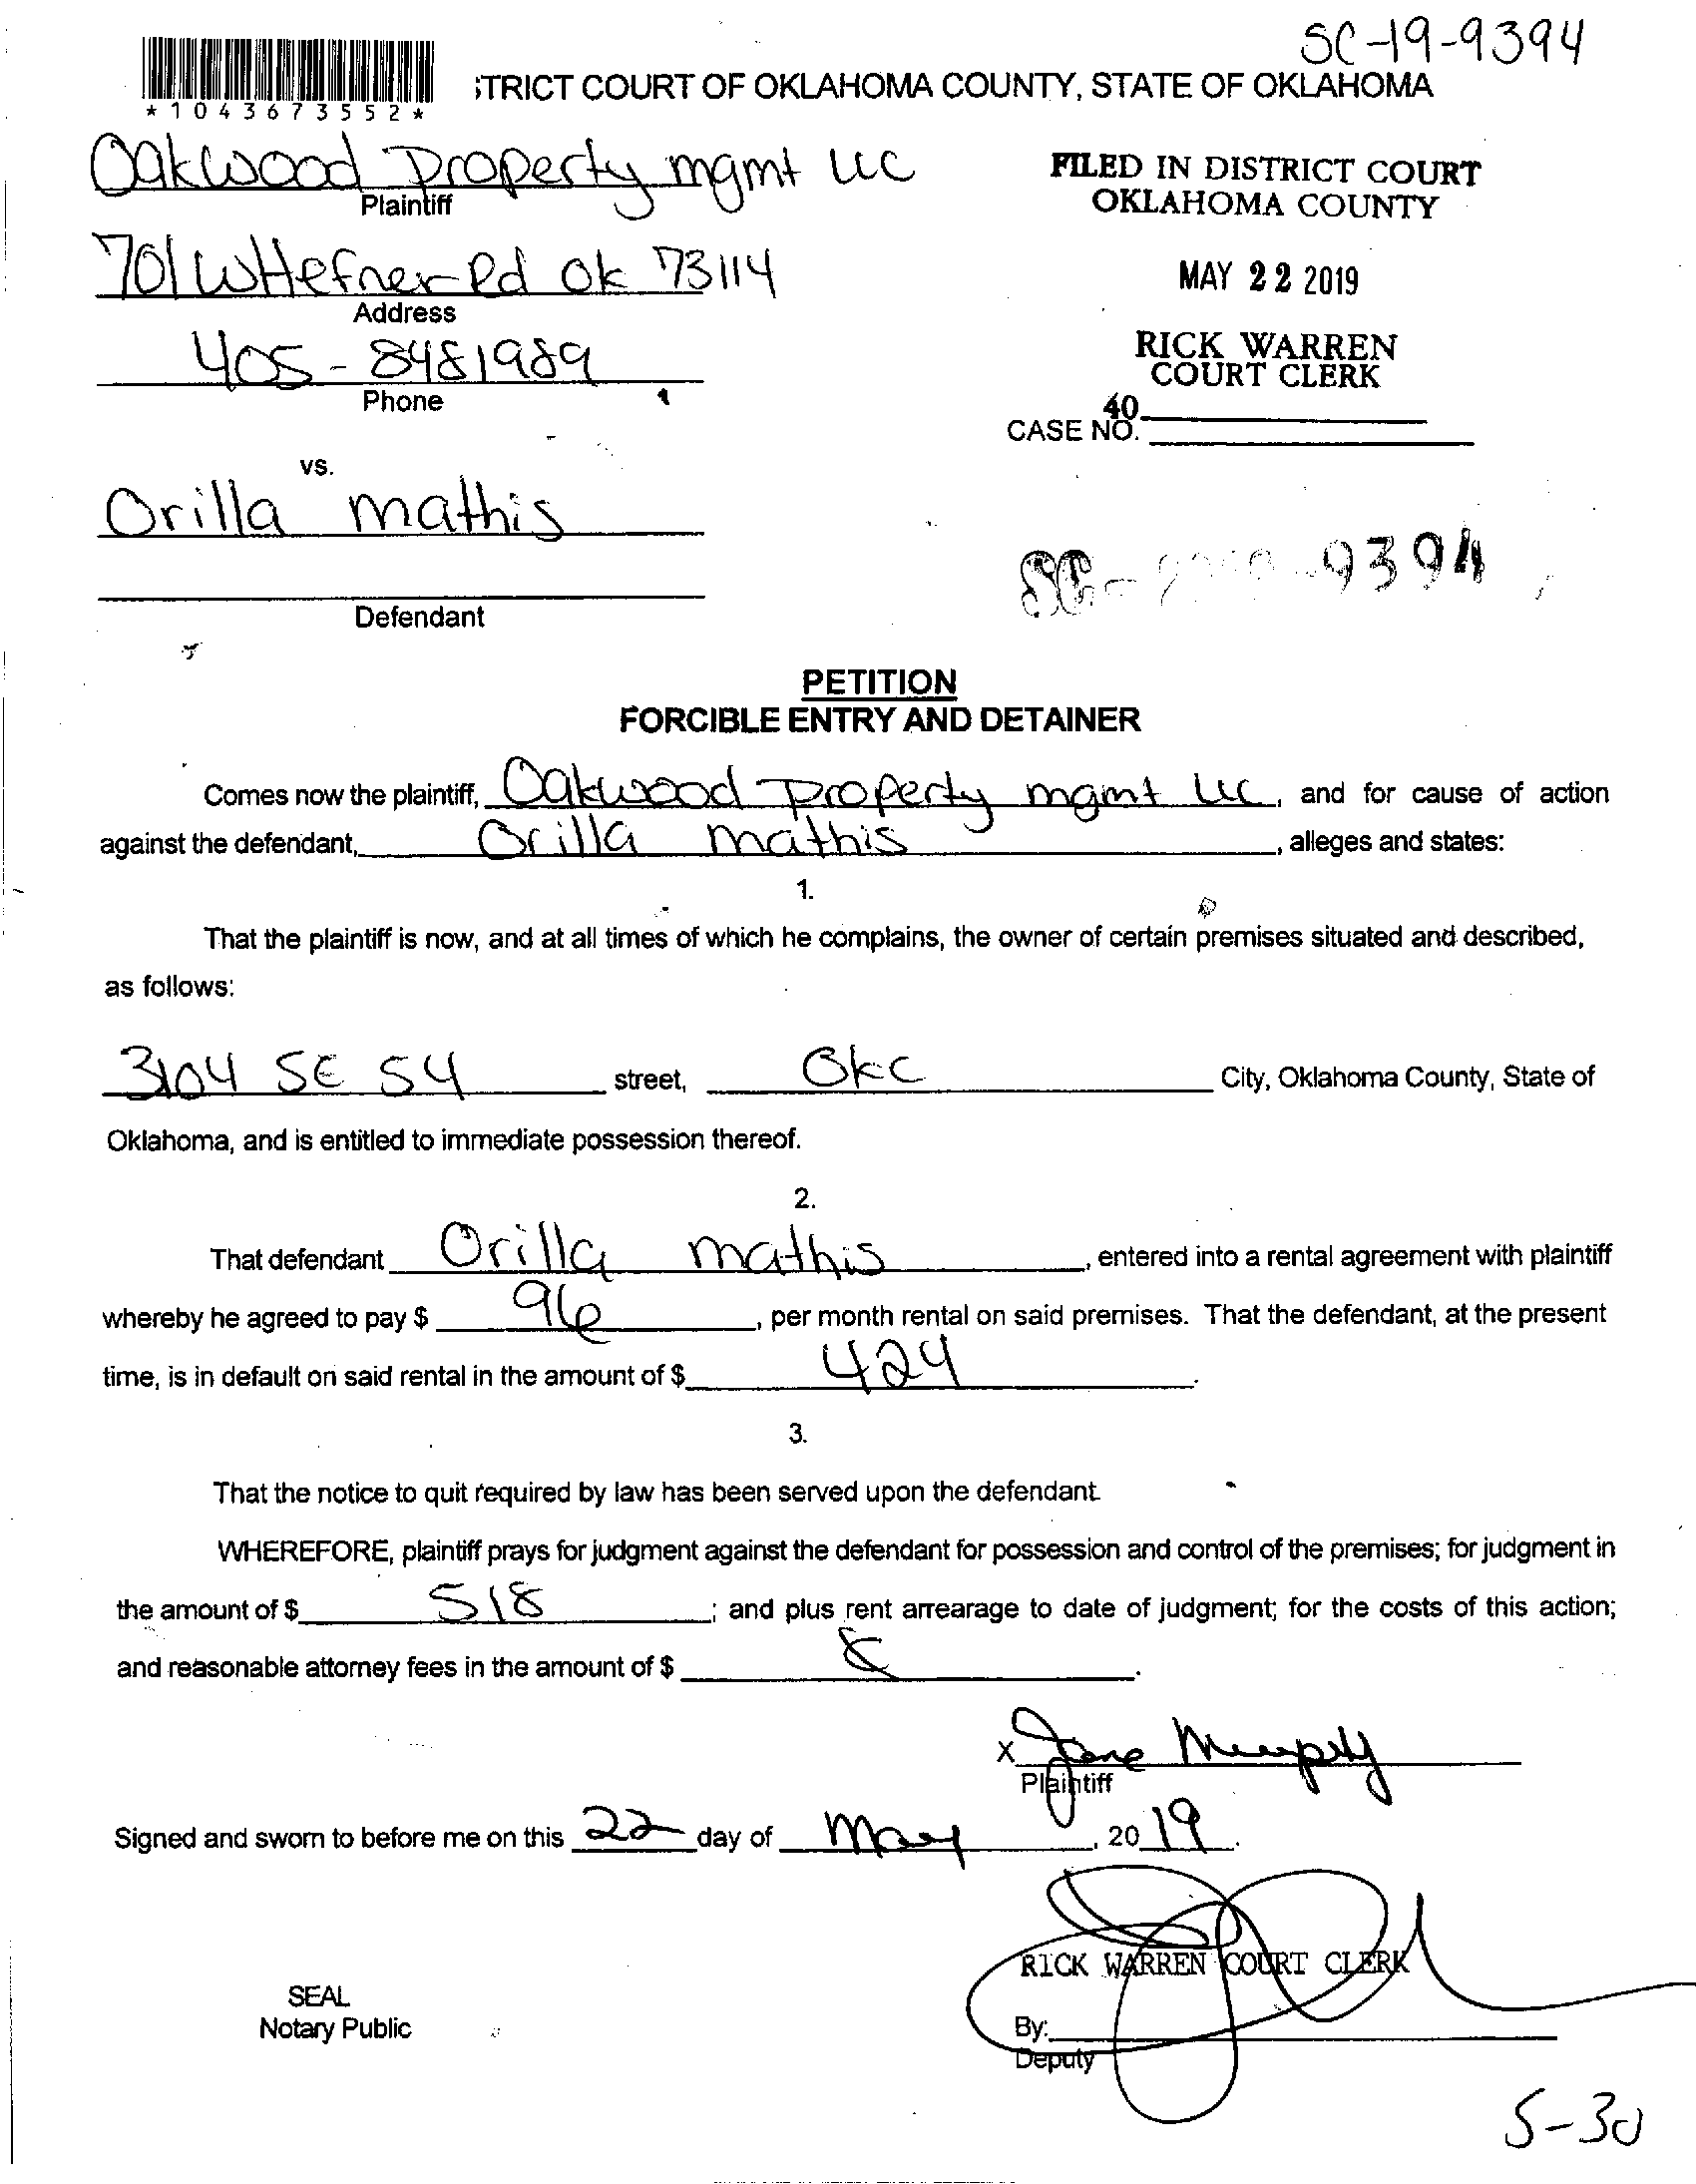 SC-19-9394
STRICT COURT OF OKLAHOMA COUNTY, STATE OF OKLAHOMA
*1043673552*
Oakwood Property mgmt LLC
Plaintiff
FILED IN DISTRICT COURT
OKLAHOMA COUNTY
701 W Hefner Rd Ok 73114
Address
MAY 22 2019
405-8481989
Phone
RICK WARREN
COURT CLERK
40
CASE NO.
vs.
Orilla mathis
Defendant
SC- 9394
PETITION
FORCIBLE ENTRY AND DETAINER
Comes now the plaintiff, Oakwood Property mgmt LLC, and for cause of action
against the defendant, Orilla mathis, alleges and states:
1.
That the plaintiff is now, and at all times of which he complains, the owner of certain premises situated and described,
as follows:
3104 SE 54 street, Okc City, Oklahoma County, State of
Oklahoma, and is entitled to immediate possession thereof.
2.
That defendant Orilla mathis, entered into a rental agreement with plaintiff
whereby he agreed to pay $ 96, per month rental on said premises. That the defendant, at the present
time, is in default on said rental in the amount of $ 424.
3.
That the notice to quit required by law has been served upon the defendant.
WHEREFORE, plaintiff prays for judgment against the defendant for possession and control of the premises; for judgment in
the amount of $ 518; and plus rent arrearage to date of judgment; for the costs of this action;
and reasonable attorney fees in the amount of $ .
x Jane Murphy
Plaintiff
Signed and sworn to before me on this 22 day of May, 2019.
RICK WARREN COURT CLERK
SEAL
Notary Public
By:
Deputy
5-30